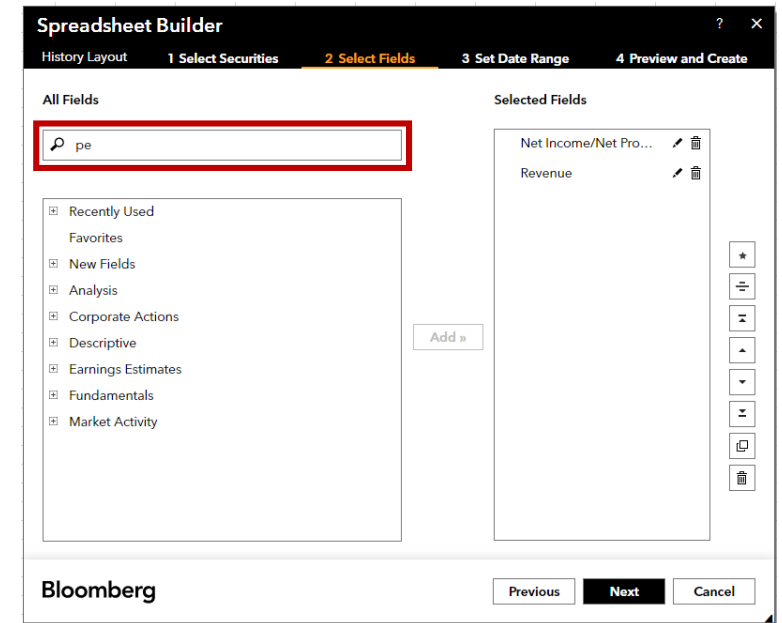 Spreadsheet Builder ? ×
History Layout 1 Select Securities 2 Select Fields 3 Set Date Range 4 Preview and Create
All Fields Selected Fields
pe
Net Income/Net Pro...
Revenue
Recently Used
Favorites
New Fields
Analysis
Corporate Actions
Descriptive
Earnings Estimates
Fundamentals
Market Activity
Add »
Bloomberg Previous Next Cancel